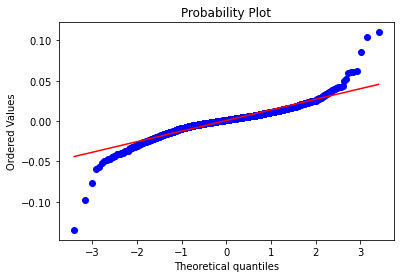 Probability Plot
Ordered Values
0.10
0.05
0.00
−0.05
−0.10
−3 −2 −1 0 1 2 3
Theoretical quantiles